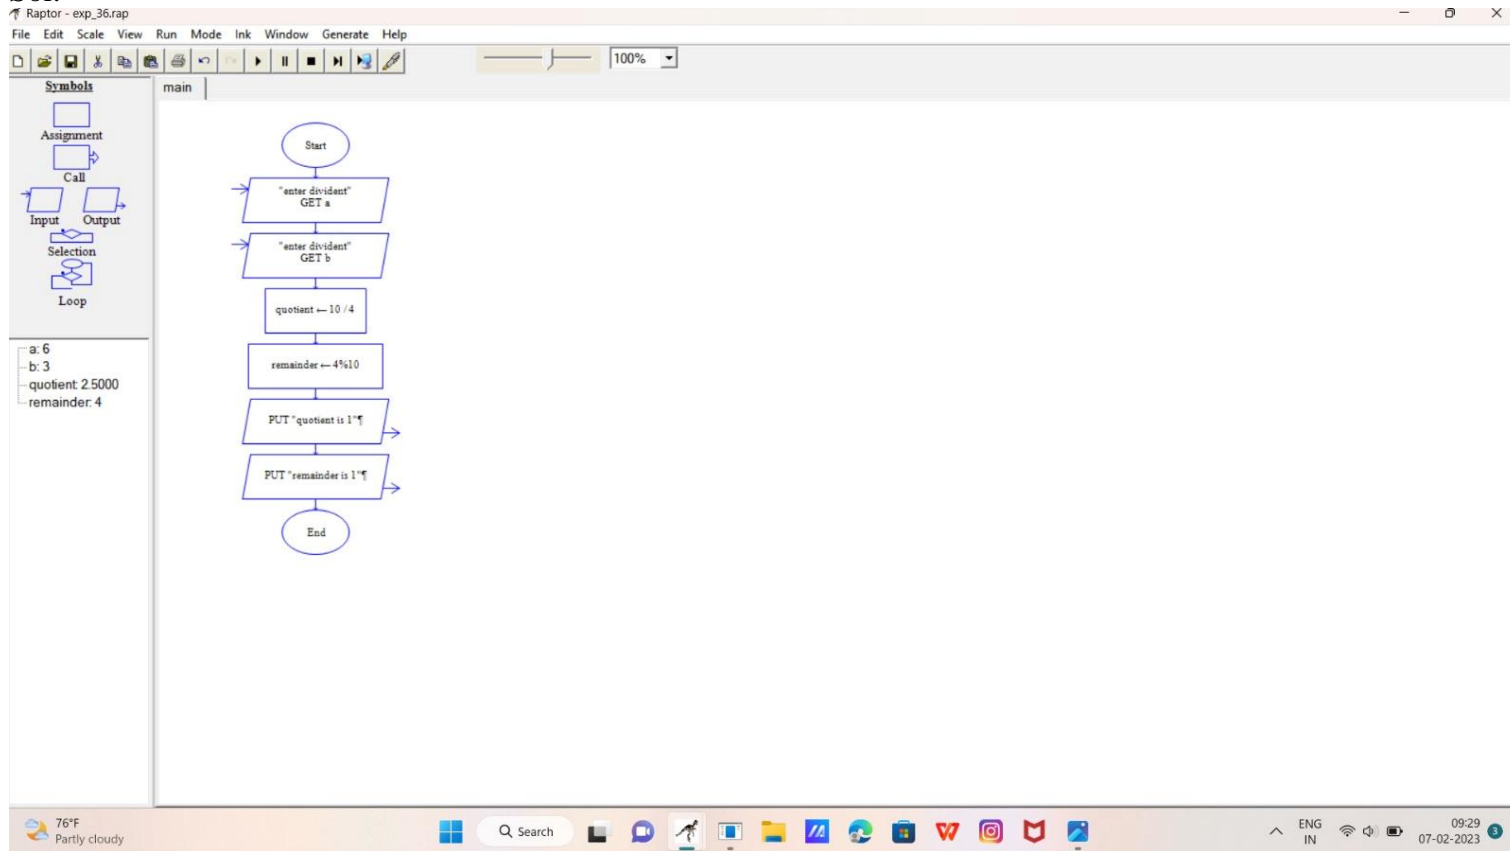 Raptor - exp_36.rap
File Edit Scale View Run Mode Ink Window Generate Help
100%
Symbols
main
Assignment
Call
Input Output
Selection
Loop
Start
"enter divident"
GET a
"enter divident"
GET b
quotient ← 10 / 4
remainder ← 4%10
PUT "quotient is 1"¶
PUT "remainder is 1"¶
End
a: 6
b: 3
quotient: 2.5000
remainder: 4
76°F
Partly cloudy
Search
ENG
IN
09:29
07-02-2023
3